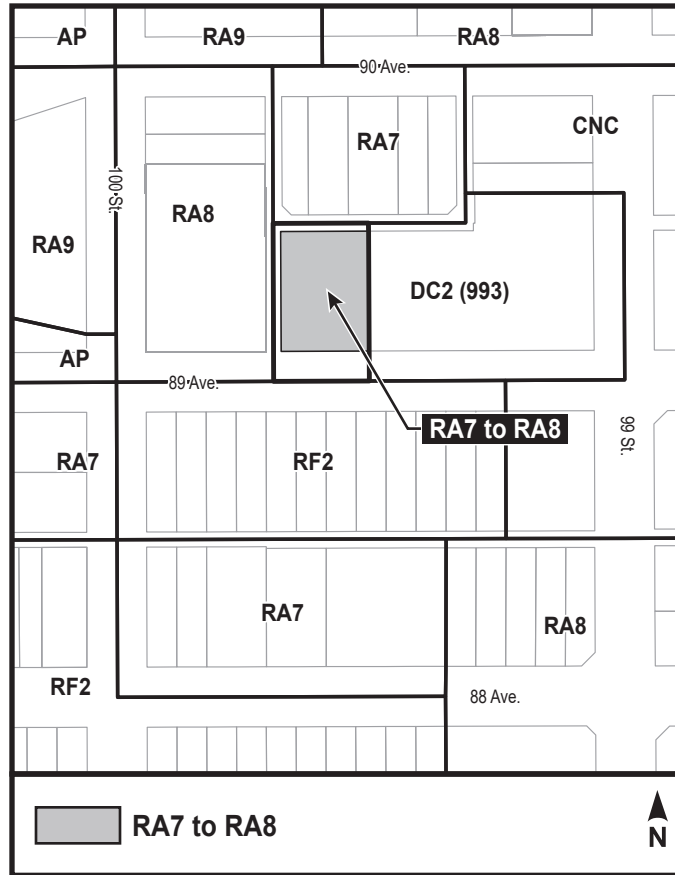 AP
RA9
RA8
90 Ave.
RA7
CNC
100 St.
RA8
RA9
DC2 (993)
AP
89 Ave.
RA7 to RA8
99 St.
RA7
RF2
RA7
RA8
RF2
88 Ave.
RA7 to RA8
N